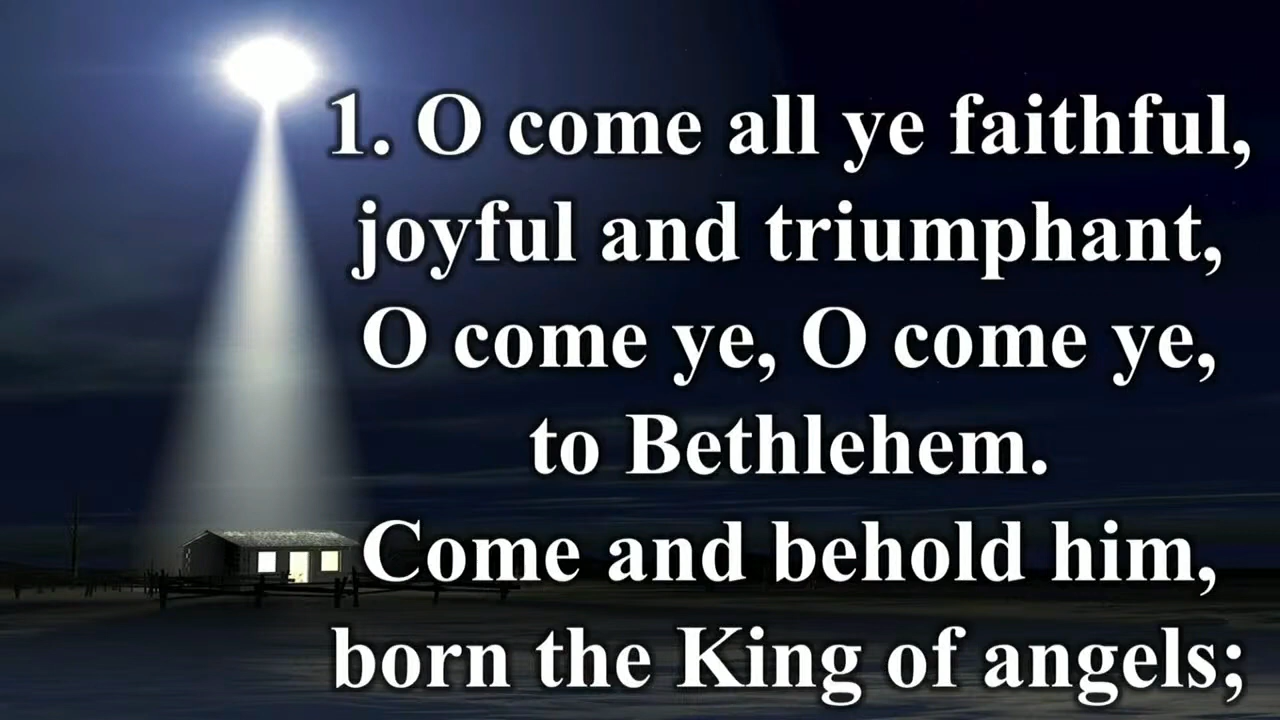 1. O come all ye faithful,
joyful and triumphant,
O come ye, O come ye,
to Bethlehem.
Come and behold him,
born the King of angels;